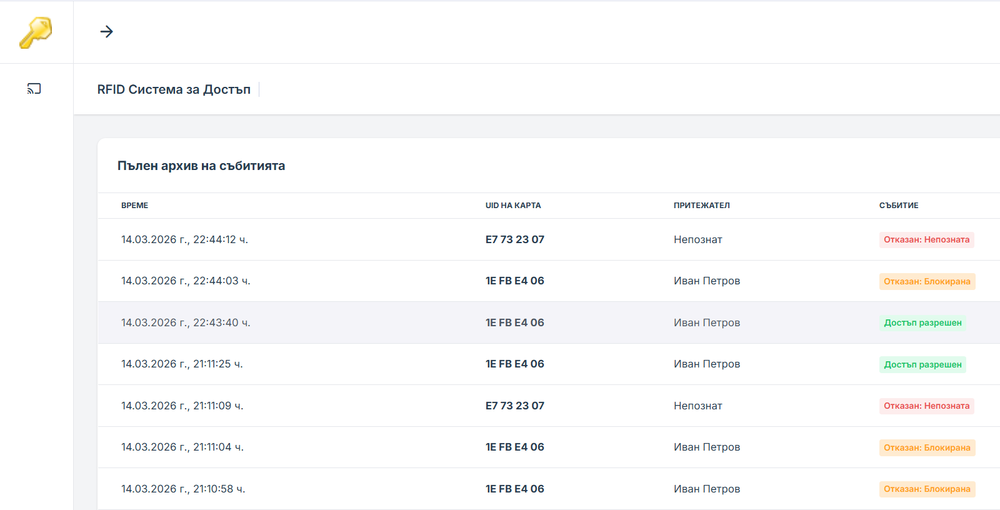 RFID Система за Достъп
Пълен архив на събитията
ВРЕМЕ UID НА КАРТА ПРИТЕЖАТЕЛ СЪБИТИЕ
14.03.2026 г., 22:44:12 ч. E7 73 23 07 Непознат Отказан: Непозната
14.03.2026 г., 22:44:03 ч. 1E FB E4 06 Иван Петров Отказан: Блокирана
14.03.2026 г., 22:43:40 ч. 1E FB E4 06 Иван Петров Достъп разрешен
14.03.2026 г., 21:11:25 ч. 1E FB E4 06 Иван Петров Достъп разрешен
14.03.2026 г., 21:11:09 ч. E7 73 23 07 Непознат Отказан: Непозната
14.03.2026 г., 21:11:04 ч. 1E FB E4 06 Иван Петров Отказан: Блокирана
14.03.2026 г., 21:10:58 ч. 1E FB E4 06 Иван Петров Отказан: Блокирана